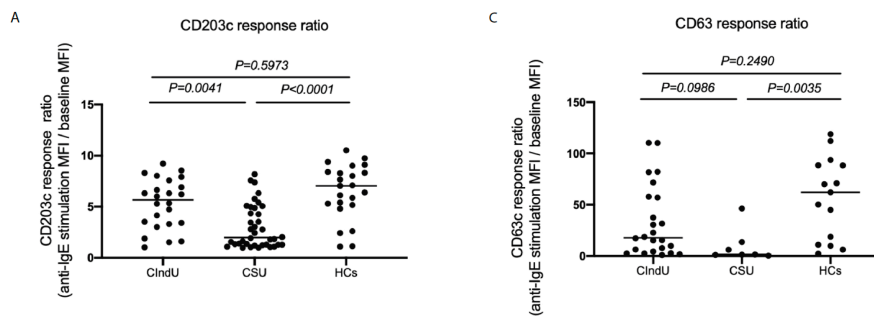 A
CD203c response ratio
P=0.5973
P=0.0041
P<0.0001
CD203c response ratio
(anti-IgE stimulation MFI / baseline MFI)
15
10
5
0
CIndU
CSU
HCs
C
CD63 response ratio
P=0.2490
P=0.0986
P=0.0035
CD63c response ratio
(anti-IgE stimulation MFI / baseline MFI)
150
100
50
0
CIndU
CSU
HCs